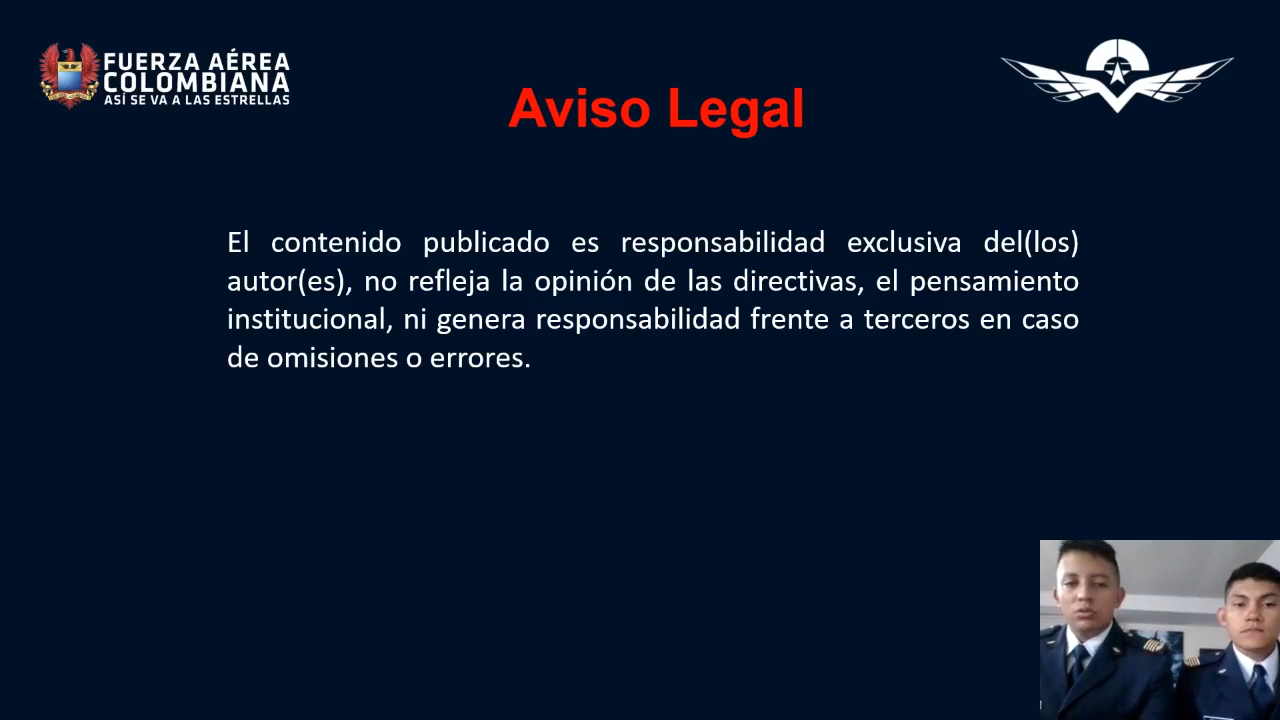 FUERZA AÉREA
COLOMBIANA
ASÍ SE VA A LAS ESTRELLAS
Aviso Legal
El contenido publicado es responsabilidad exclusiva del(los)
autor(es), no refleja la opinión de las directivas, el pensamiento
institucional, ni genera responsabilidad frente a terceros en caso
de omisiones o errores.